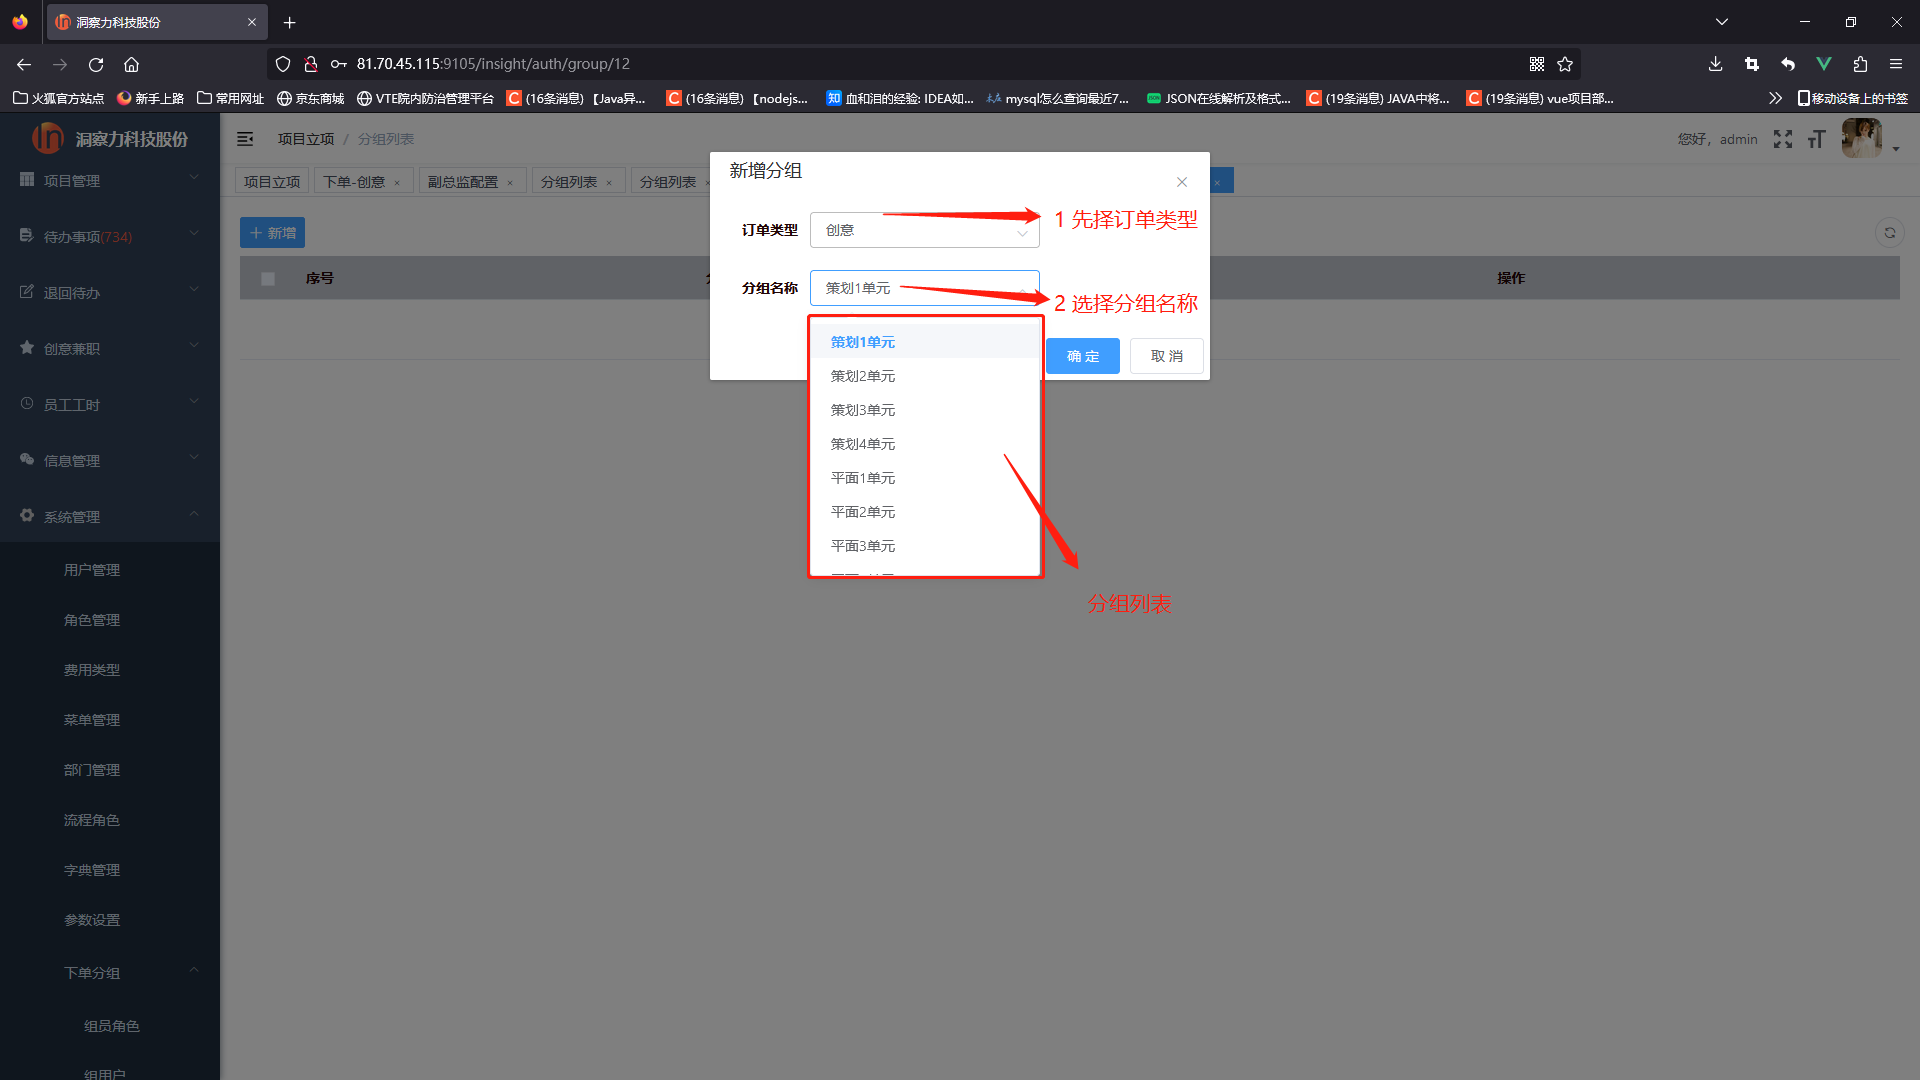 洞察力科技股份
81.70.45.115:9105/insight/auth/group/12
火狐官方站点 新手上路 常用网址 京东商城 VTE院内防治管理平台 (16条消息) 【Java异... (16条消息) 【nodejs... 血和泪的经验: IDEA如... mysql怎么查询最近7... JSON在线解析及格式... (19条消息) JAVA中将... (19条消息) vue项目部... 移动设备上的书签
洞察力科技股份
项目立项 / 分组列表
您好，admin
项目立项 下单-创意 副总监配置 分组列表 分组列表
新增
序号
操作
项目管理
待办事项(734)
退回待办
创意兼职
员工工时
信息管理
系统管理
用户管理
角色管理
费用类型
菜单管理
部门管理
流程角色
字典管理
参数设置
下单分组
组员角色
组用户
新增分组
订单类型 创意
1 先择订单类型
分组名称 策划1单元
2 选择分组名称
策划1单元
策划2单元
策划3单元
策划4单元
平面1单元
平面2单元
平面3单元
确 定 取 消
分组列表